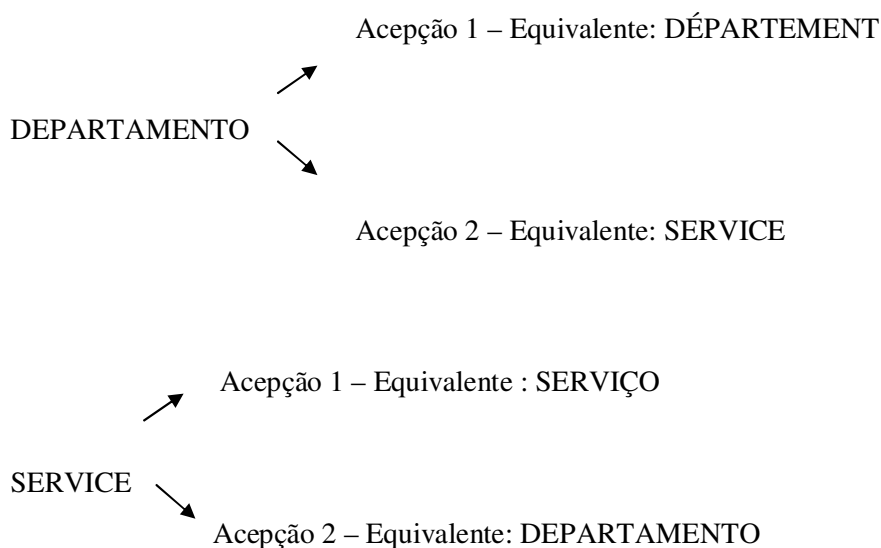 Acepção 1 – Equivalente: DÉPARTEMENT
DEPARTAMENTO
Acepção 2 – Equivalente: SERVICE
Acepção 1 – Equivalente : SERVIÇO
SERVICE
Acepção 2 – Equivalente: DEPARTAMENTO